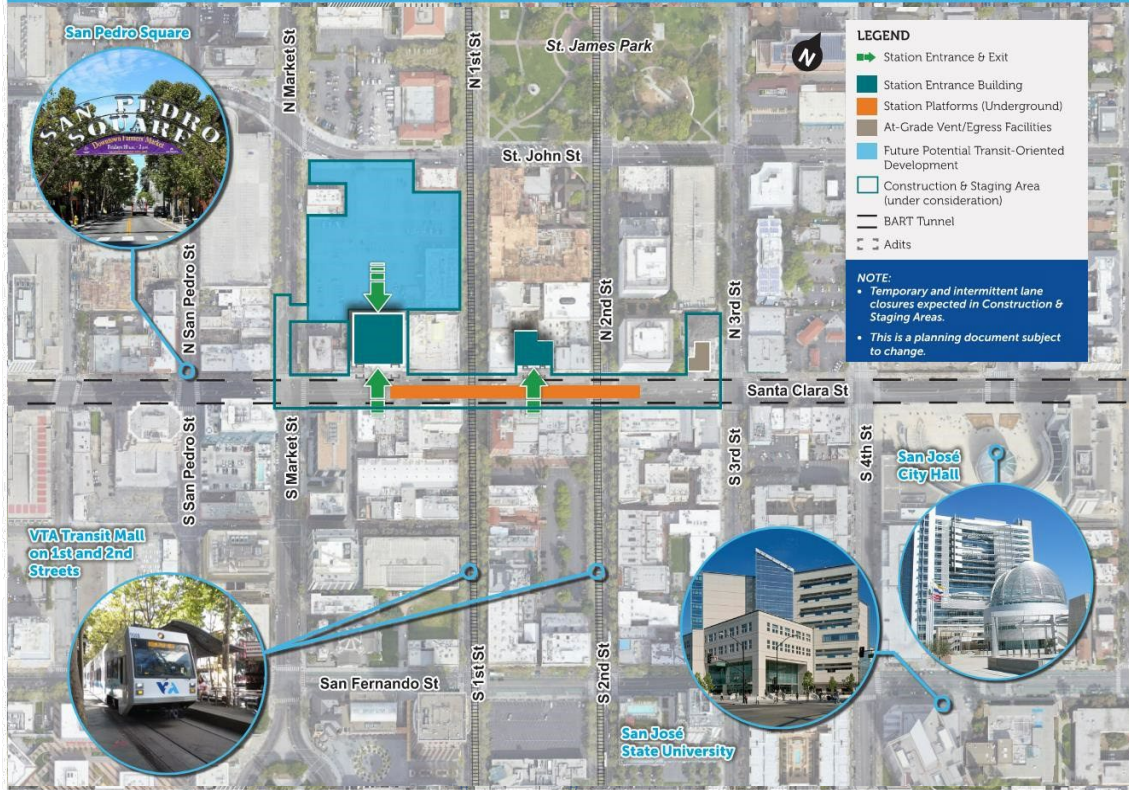 San Pedro Square
SAN PEDRO
SQUARE
Downtown Farmers' Market
N Market St
N 1st St
St. James Park
N
LEGEND
Station Entrance & Exit
Station Entrance Building
Station Platforms (Underground)
At-Grade Vent/Egress Facilities
Future Potential Transit-Oriented
Development
Construction & Staging Area
(under consideration)
BART Tunnel
Adits
NOTE:
• Temporary and intermittent lane
closures expected in Construction &
Staging Areas.
• This is a planning document subject
to change.
St. John St
N San Pedro St
N 2nd St
N 3rd St
Santa Clara St
S San Pedro St
S Market St
S 3rd St
S 4th St
San José
City Hall
VTA Transit Mall
on 1st and 2nd
Streets
VTA
San Fernando St
S 1st St
S 2nd St
San José
State University